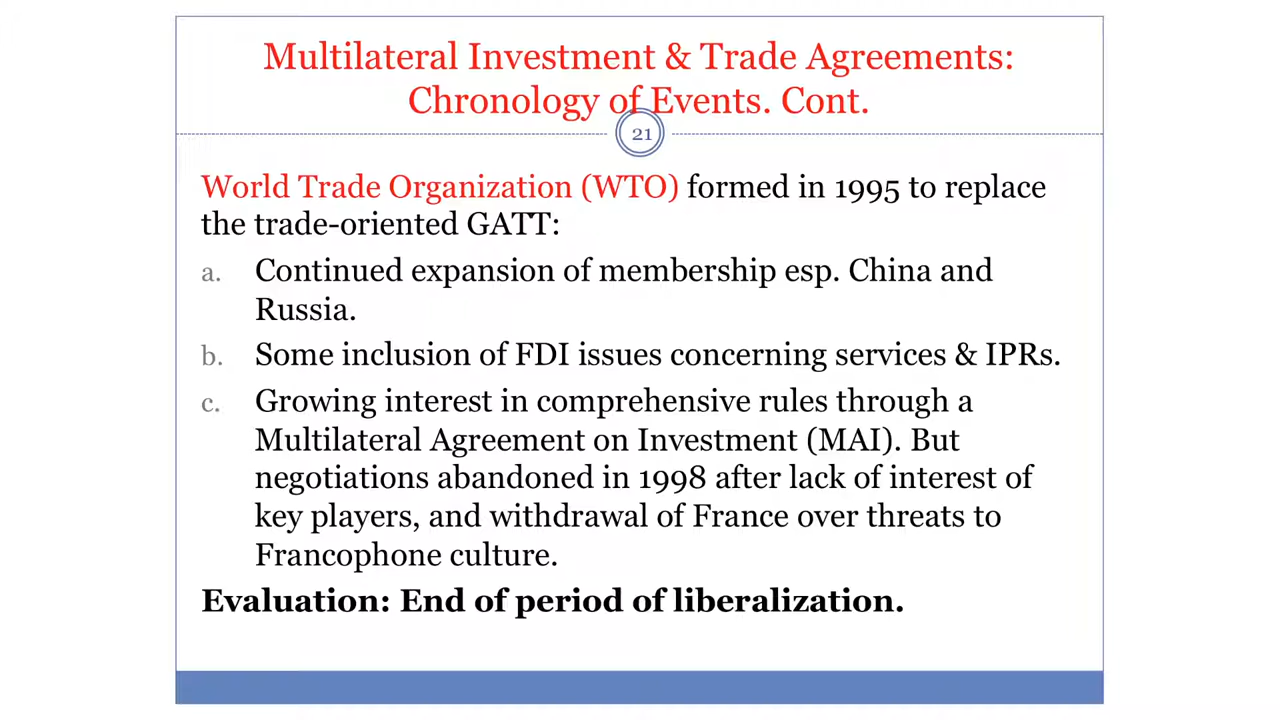 Multilateral Investment & Trade Agreements:
Chronology of Events. Cont.
21
World Trade Organization (WTO) formed in 1995 to replace
the trade-oriented GATT:
a. Continued expansion of membership esp. China and
Russia.
b. Some inclusion of FDI issues concerning services & IPRs.
c. Growing interest in comprehensive rules through a
Multilateral Agreement on Investment (MAI). But
negotiations abandoned in 1998 after lack of interest of
key players, and withdrawal of France over threats to
Francophone culture.
Evaluation: End of period of liberalization.